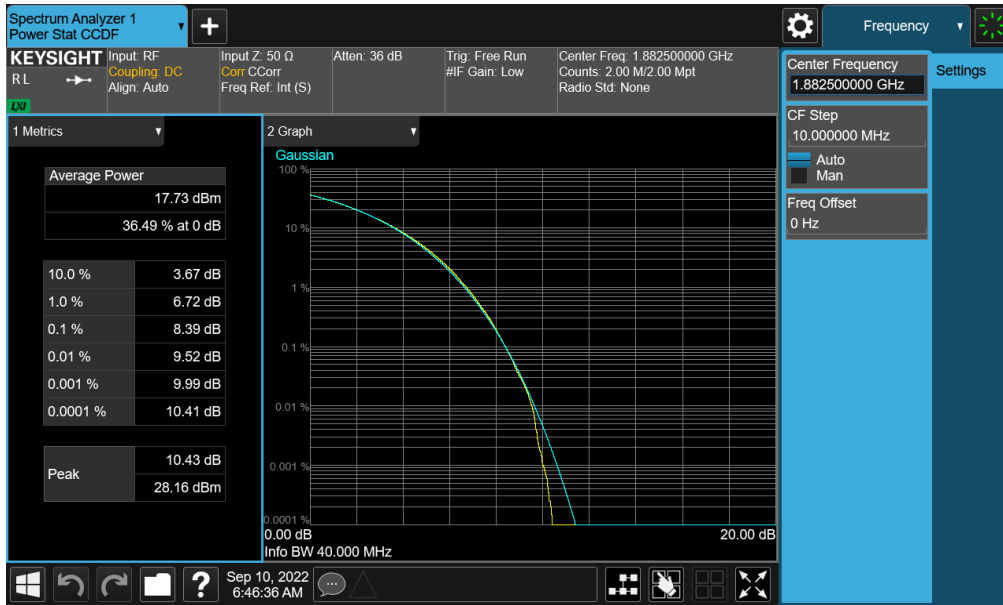 Spectrum Analyzer 1
Power Stat CCDF
+
Frequency
KEYSIGHT
R L
LXI
Input: RF
Coupling: DC
Align: Auto
Input Z: 50 Ω
Corr CCorr
Freq Ref: Int (S)
Atten: 36 dB
Trig: Free Run
#IF Gain: Low
Center Freq: 1.882500000 GHz
Counts: 2.00 M/2.00 Mpt
Radio Std: None
Center Frequency
1.882500000 GHz
Settings
CF Step
10.000000 MHz
Auto
Man
Freq Offset
0 Hz
1 Metrics
Average Power
17.73 dBm
36.49 % at 0 dB
10.0 % 3.67 dB
1.0 % 6.72 dB
0.1 % 8.39 dB
0.01 % 9.52 dB
0.001 % 9.99 dB
0.0001 % 10.41 dB
Peak
10.43 dB
28.16 dBm
2 Graph
Gaussian
100 %
10 %
1 %
0.1 %
0.01 %
0.001 %
0.0001 %
0.00 dB 20.00 dB
Info BW 40.000 MHz
?
Sep 10, 2022
6:46:36 AM